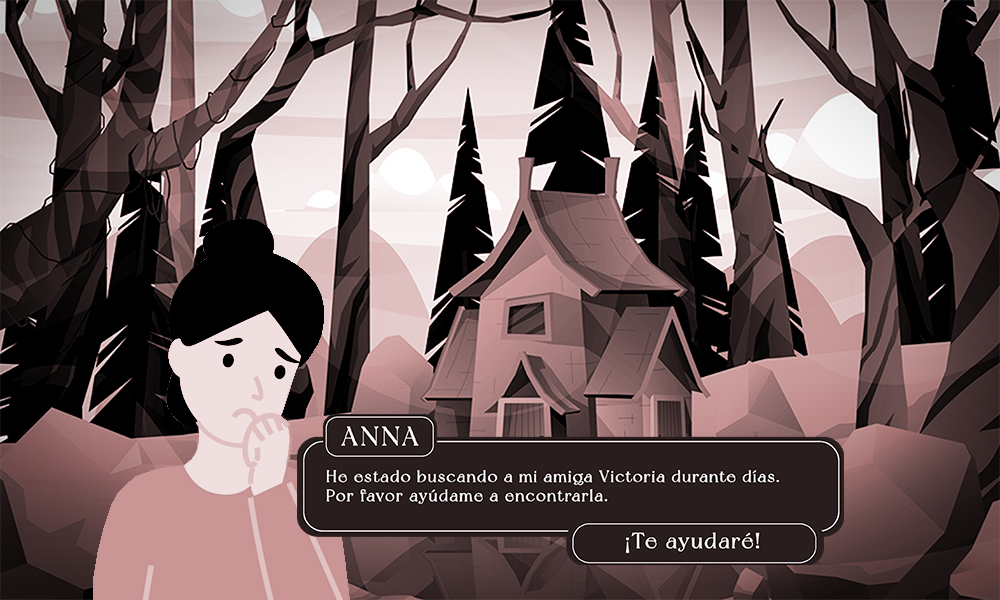 ANNA
He estado buscando a mi amiga Victoria durante días.
Por favor ayúdame a encontrarla.
¡Te ayudaré!